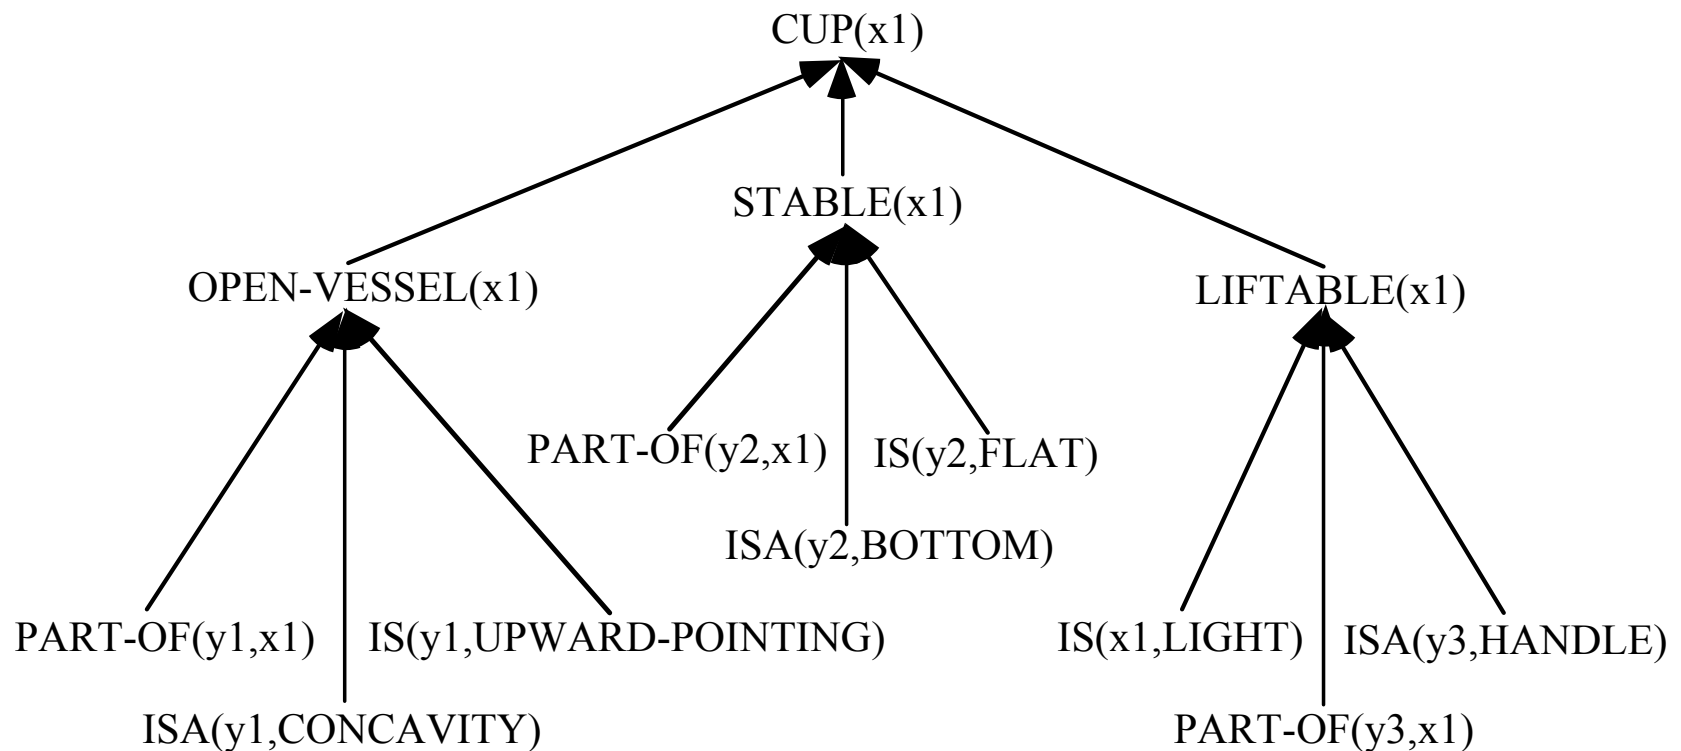 CUP(x1)
STABLE(x1)
OPEN-VESSEL(x1)
LIFTABLE(x1)
PART-OF(y2,x1)
IS(y2,FLAT)
ISA(y2,BOTTOM)
PART-OF(y1,x1)
IS(y1,UPWARD-POINTING)
IS(x1,LIGHT)
ISA(y3,HANDLE)
ISA(y1,CONCAVITY)
PART-OF(y3,x1)